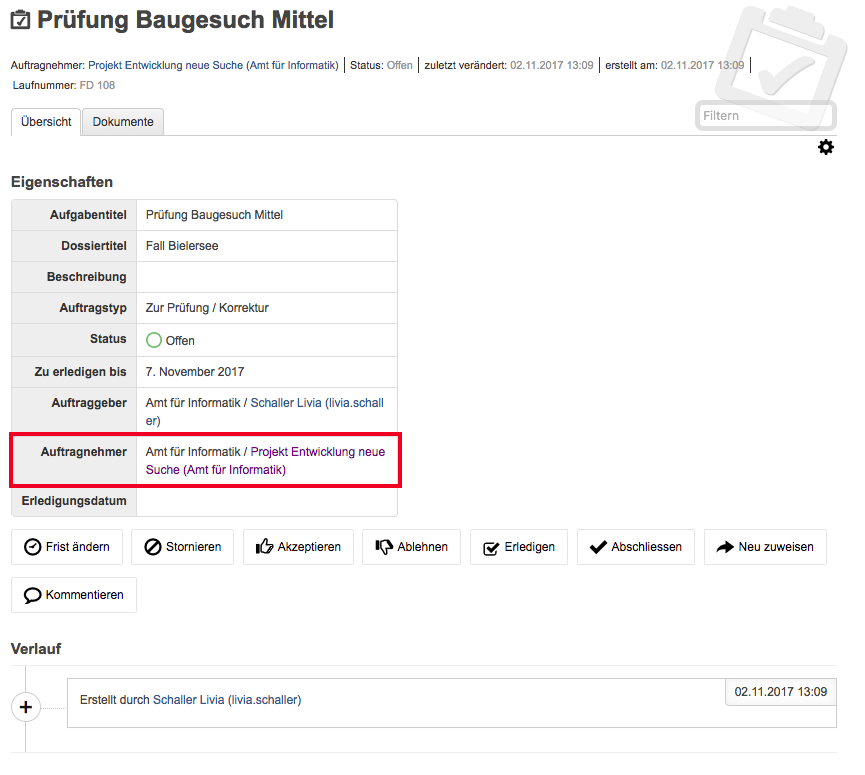 Prüfung Baugesuch Mittel
Auftragnehmer: Projekt Entwicklung neue Suche (Amt für Informatik) | Status: Offen | zuletzt verändert: 02.11.2017 13:09 | erstellt am: 02.11.2017 13:09 |
Laufnummer: FD 108
Filtern
Übersicht Dokumente
Eigenschaften
Aufgabentitel Prüfung Baugesuch Mittel
Dossiertitel Fall Bielersee
Beschreibung
Auftragstyp Zur Prüfung / Korrektur
Status Offen
Zu erledigen bis 7. November 2017
Auftraggeber Amt für Informatik / Schaller Livia (livia.schall
er)
Auftragnehmer Amt für Informatik / Projekt Entwicklung neue
Suche (Amt für Informatik)
Erledigungsdatum
Frist ändern Stornieren Akzeptieren Ablehnen Erledigen Abschliessen Neu zuweisen
Kommentieren
Verlauf
02.11.2017 13:09
Erstellt durch Schaller Livia (livia.schaller)